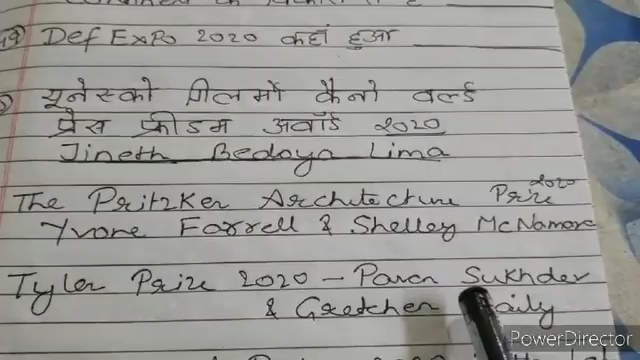 Def Expo 2020 कहां हुआ
यूनेस्को गिलर्मो कैनो वर्ल्ड
प्रेस फ्रीडम अवॉर्ड 2020
Jineth Bedoya Lima
The Pritzker Architecture Prize 2020
Yvone Farrell & Shelley McNamara
Tyler Prize 2020 - Pavan Sukhdev
& Gretchen Daily
PowerDirector